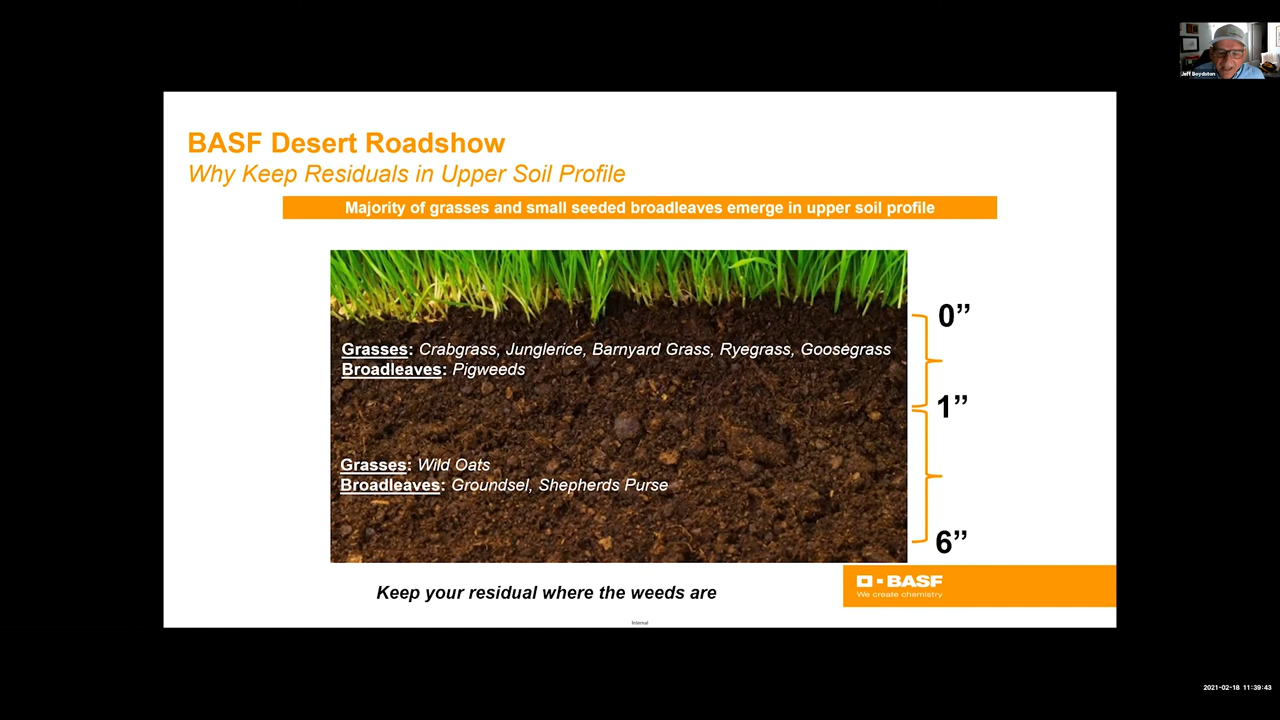 Jeff Boydston
BASF Desert Roadshow
Why Keep Residuals in Upper Soil Profile
Majority of grasses and small seeded broadleaves emerge in upper soil profile
0”
Grasses: Crabgrass, Junglerice, Barnyard Grass, Ryegrass, Goosegrass
Broadleaves: Pigweeds
1”
Grasses: Wild Oats
Broadleaves: Groundsel, Shepherds Purse
6”
Keep your residual where the weeds are
BASF
We create chemistry
Internal
2021-02-18 11:39:43